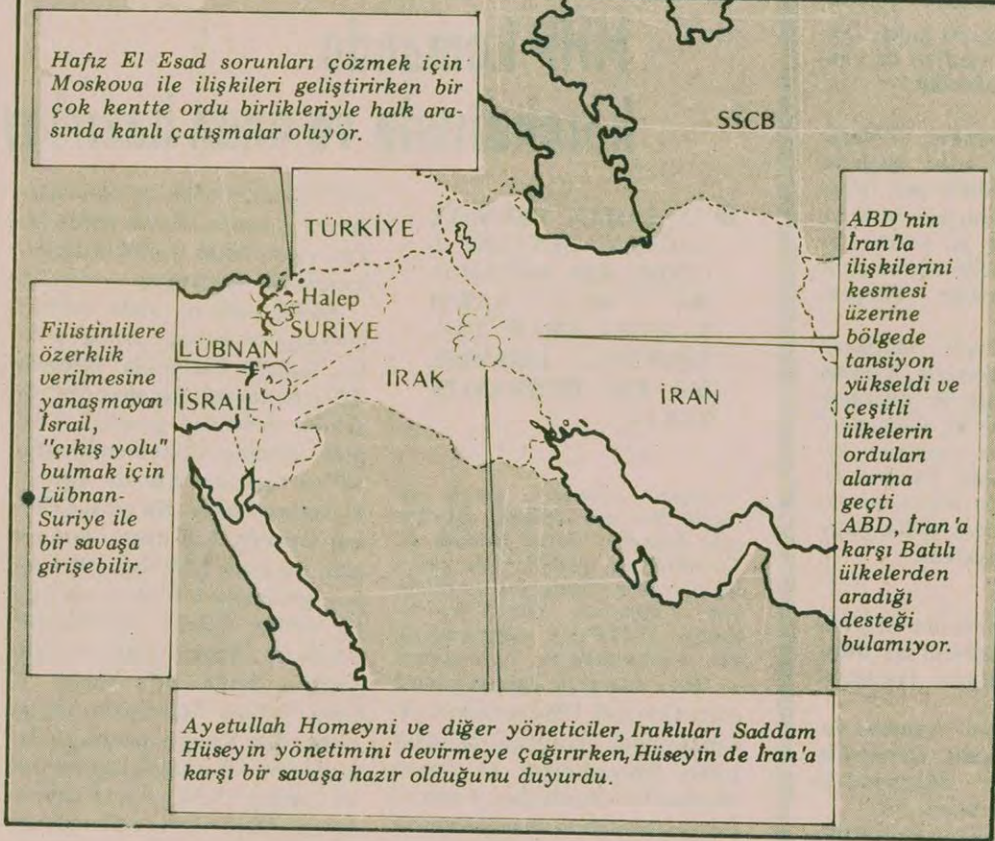 Hafız El Esad sorunları çözmek için
Moskova ile ilişkileri geliştirirken bir
çok kentte ordu birlikleriyle halk ara-
sında kanlı çatışmalar oluyor.
SSCB
TÜRKİYE
Halep
SURİYE
LÜBNAN
İSRAİL
IRAK
İRAN
Filistinlilere
özerklik
verilmesine
yanaşmayan
İsrail,
"çıkış yolu"
bulmak için
Lübnan-
Suriye ile
bir savaşa
girişebilir.
ABD'nin
İran'la
ilişkilerini
kesmesi
üzerine
bölgede
tansiyon
yükseldi ve
çeşitli
ülkelerin
orduları
alarma
geçti
ABD, İran'a
karşı Batılı
ülkelerden
aradığı
desteği
bulamıyor.
Ayetullah Homeyni ve diğer yöneticiler, Iraklıları Saddam
Hüseyin yönetimini devirmeye çağırırken, Hüseyin de İran'a
karşı bir savaşa hazır olduğunu duyurdu.